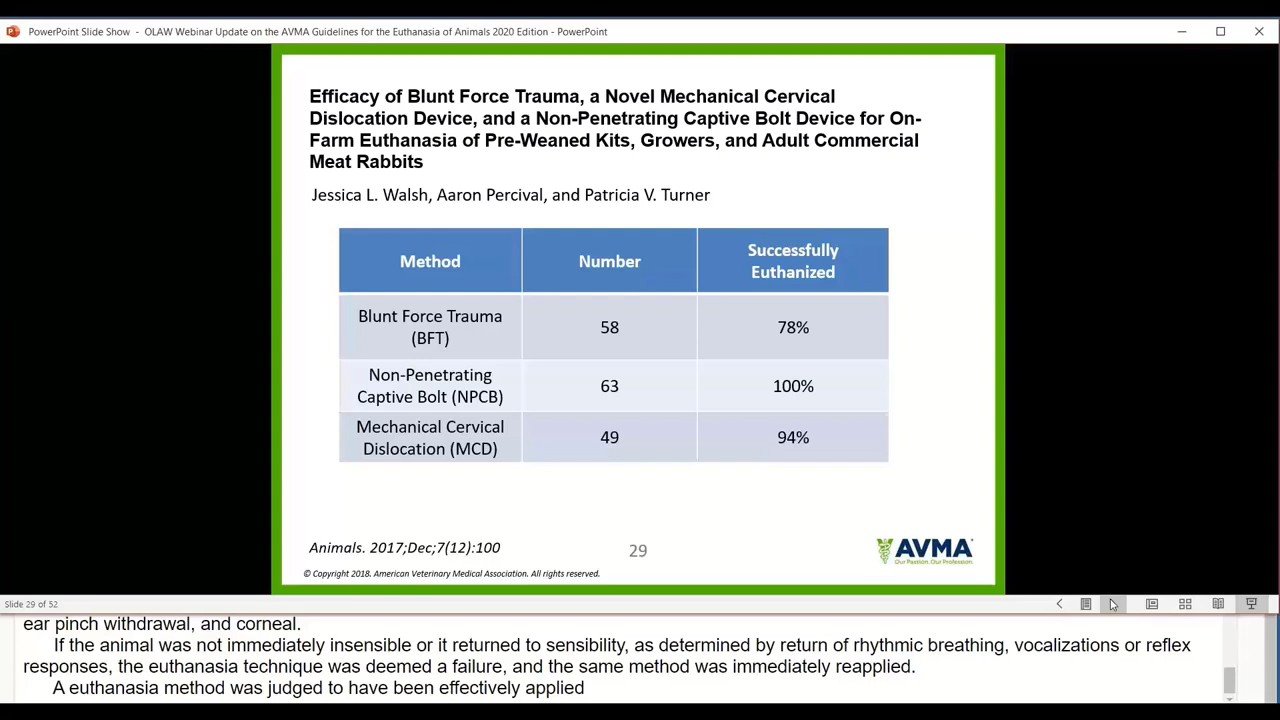 PowerPoint Slide Show - OLAW Webinar Update on the AVMA Guidelines for the Euthanasia of Animals 2020 Edition - PowerPoint
Efficacy of Blunt Force Trauma, a Novel Mechanical Cervical
Dislocation Device, and a Non-Penetrating Captive Bolt Device for On-
Farm Euthanasia of Pre-Weaned Kits, Growers, and Adult Commercial
Meat Rabbits
Jessica L. Walsh, Aaron Percival, and Patricia V. Turner
Method
Number
Successfully
Euthanized
Blunt Force Trauma
(BFT)
58
78%
Non-Penetrating
Captive Bolt (NPCB)
63
100%
Mechanical Cervical
Dislocation (MCD)
49
94%
Animals. 2017;Dec;7(12):100
29
AVMA
Our Passion. Our Profession.
© Copyright 2018. American Veterinary Medical Association. All rights reserved.
Slide 29 of 52
ear pinch withdrawal, and corneal.
If the animal was not immediately insensible or it returned to sensibility, as determined by return of rhythmic breathing, vocalizations or reflex
responses, the euthanasia technique was deemed a failure, and the same method was immediately reapplied.
A euthanasia method was judged to have been effectively applied